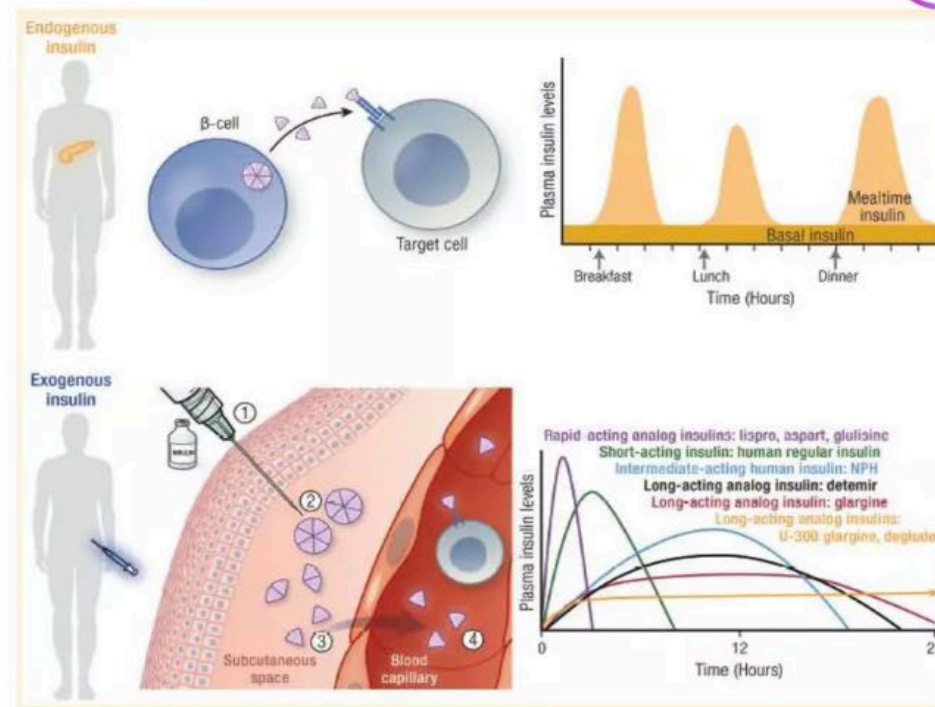 Endogenous
insulin
β-cell
Target cell
Plasma insulin levels
Mealtime
insulin
Basal insulin
Breakfast
Lunch
Dinner
Time (Hours)
Exogenous
insulin
1
INSULIN
2
3
4
Subcutaneous
space
Blood
capillary
Rapid-acting analog insulins: lispro, aspart, glulisine
Short-acting insulin: human regular insulin
Intermediate-acting human insulin: NPH
Long-acting analog insulin: detemir
Long-acting analog insulin: glargine
Long-acting analog insulins:
U-300 glargine, deglude
Plasma insulin levels
0
12
2
Time (Hours)